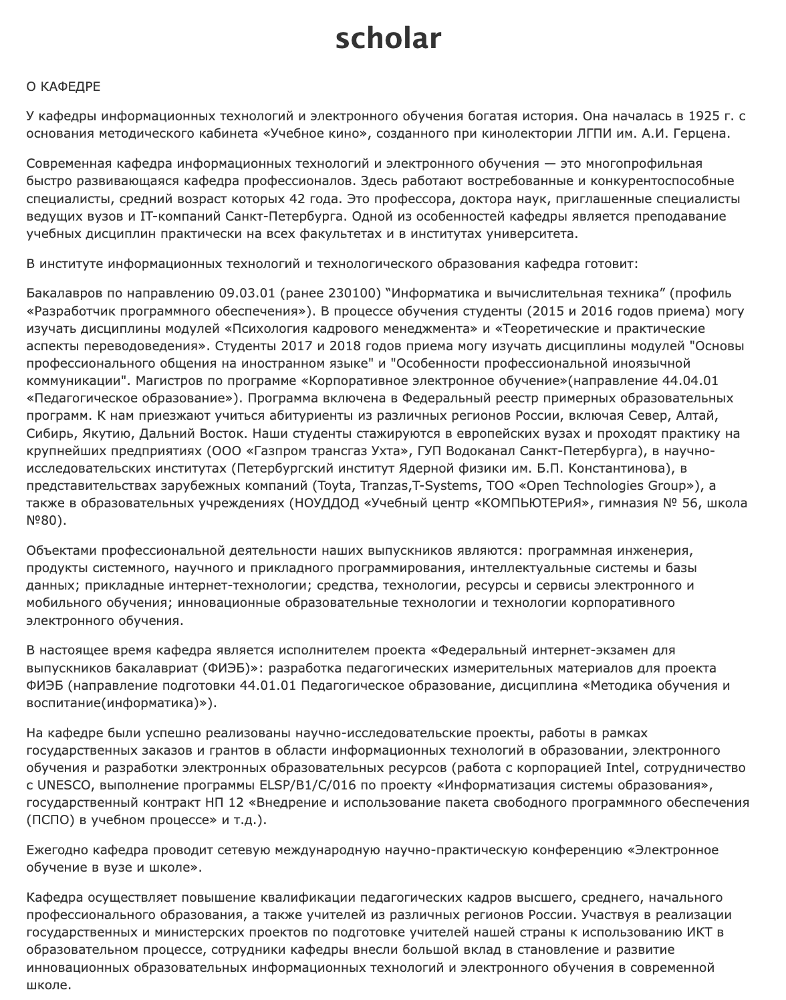 scholar
О КАФЕДРЕ
У кафедры информационных технологий и электронного обучения богатая история. Она началась в 1925 г. с
основания методического кабинета «Учебное кино», созданного при кинолектории ЛГПИ им. А.И. Герцена.
Современная кафедра информационных технологий и электронного обучения — это многопрофильная
быстро развивающаяся кафедра профессионалов. Здесь работают востребованные и конкурентоспособные
специалисты, средний возраст которых 42 года. Это профессора, доктора наук, приглашенные специалисты
ведущих вузов и IT-компаний Санкт-Петербурга. Одной из особенностей кафедры является преподавание
учебных дисциплин практически на всех факультетах и в институтах университета.
В институте информационных технологий и технологического образования кафедра готовит:
Бакалавров по направлению 09.03.01 (ранее 230100) “Информатика и вычислительная техника” (профиль
«Разработчик программного обеспечения»). В процессе обучения студенты (2015 и 2016 годов приема) могу
изучать дисциплины модулей «Психология кадрового менеджмента» и «Теоретические и практические
аспекты переводоведения». Студенты 2017 и 2018 годов приема могу изучать дисциплины модулей "Основы
профессионального общения на иностранном языке" и "Особенности профессиональной иноязычной
коммуникации". Магистров по программе «Корпоративное электронное обучение»(направление 44.04.01
«Педагогическое образование»). Программа включена в Федеральный реестр примерных образовательных
программ. К нам приезжают учиться абитуриенты из различных регионов России, включая Север, Алтай,
Сибирь, Якутию, Дальний Восток. Наши студенты стажируются в европейских вузах и проходят практику на
крупнейших предприятиях (ООО «Газпром трансгаз Ухта», ГУП Водоканал Санкт-Петербурга), в научно-
исследовательских институтах (Петербургский институт Ядерной физики им. Б.П. Константинова), в
представительствах зарубежных компаний (Toyta, Tranzas,T-Systems, ТОО «Open Technologies Group»), а
также в образовательных учреждениях (НОУДДОД «Учебный центр «КОМПЬЮТЕРиЯ», гимназия № 56, школа
№80).
Объектами профессиональной деятельности наших выпускников являются: программная инженерия,
продукты системного, научного и прикладного программирования, интеллектуальные системы и базы
данных; прикладные интернет-технологии; средства, технологии, ресурсы и сервисы электронного и
мобильного обучения; инновационные образовательные технологии и технологии корпоративного
электронного обучения.
В настоящее время кафедра является исполнителем проекта «Федеральный интернет-экзамен для
выпускников бакалавриат (ФИЭБ)»: разработка педагогических измерительных материалов для проекта
ФИЭБ (направление подготовки 44.01.01 Педагогическое образование, дисциплина «Методика обучения и
воспитание(информатика)»).
На кафедре были успешно реализованы научно-исследовательские проекты, работы в рамках
государственных заказов и грантов в области информационных технологий в образовании, электронного
обучения и разработки электронных образовательных ресурсов (работа с корпорацией Intel, сотрудничество
с UNESCO, выполнение программы ELSP/B1/C/016 по проекту «Информатизация системы образования»,
государственный контракт НП 12 «Внедрение и использование пакета свободного программного обеспечения
(ПСПО) в учебном процессе» и т.д.).
Ежегодно кафедра проводит сетевую международную научно-практическую конференцию «Электронное
обучение в вузе и школе».
Кафедра осуществляет повышение квалификации педагогических кадров высшего, среднего, начального
профессионального образования, а также учителей из различных регионов России. Участвуя в реализации
государственных и министерских проектов по подготовке учителей нашей страны к использованию ИКТ в
образовательном процессе, сотрудники кафедры внесли большой вклад в становление и развитие
инновационных образовательных информационных технологий и электронного обучения в современной
школе.